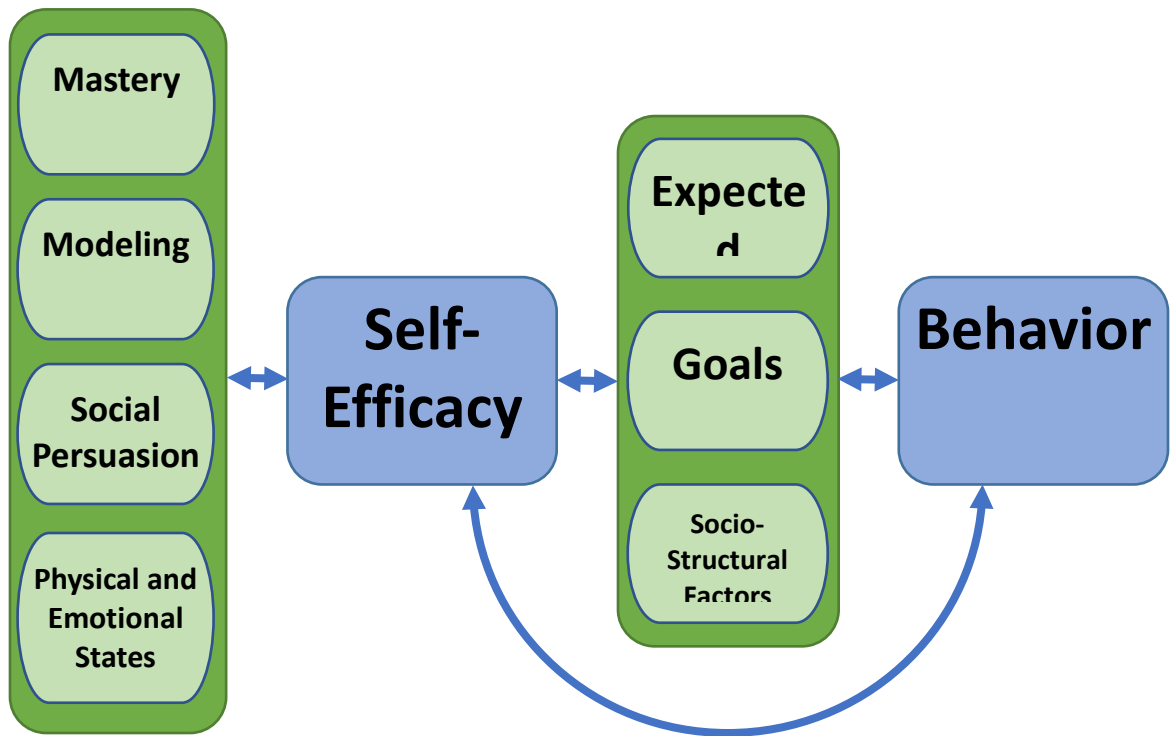 Mastery
Modeling
Social
Persuasion
Physical and
Emotional
States
Self-
Efficacy
Expecte
d
Goals
Socio-
Structural
Factors
Behavior